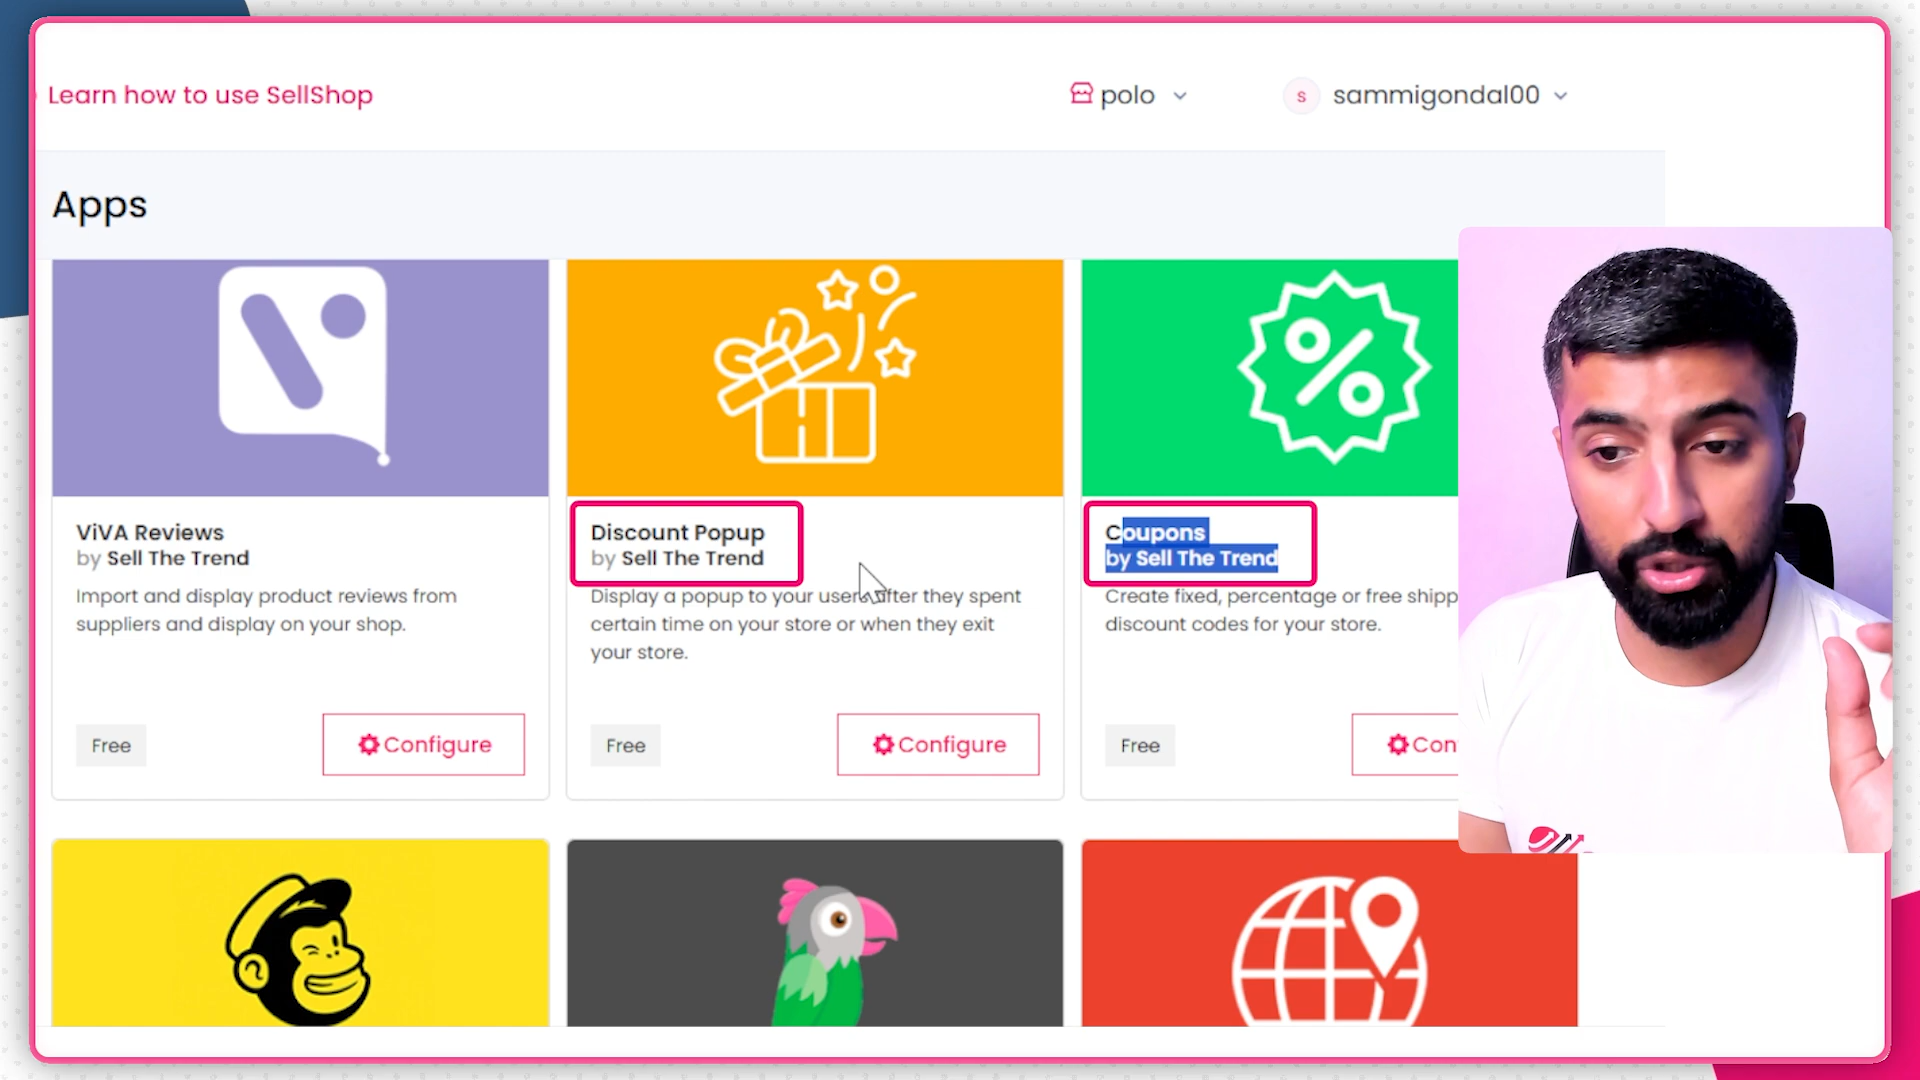 Learn how to use SellShop
polo
s
sammigondal00
Apps
ViVA Reviews
by Sell The Trend
Import and display product reviews from
suppliers and display on your shop.
Free
Configure
Discount Popup
by Sell The Trend
Display a popup to your users after they spent
certain time on your store or when they exit
your store.
Free
Configure
Coupons
by Sell The Trend
Create fixed, percentage or free shipp
discount codes for your store.
Free
Con